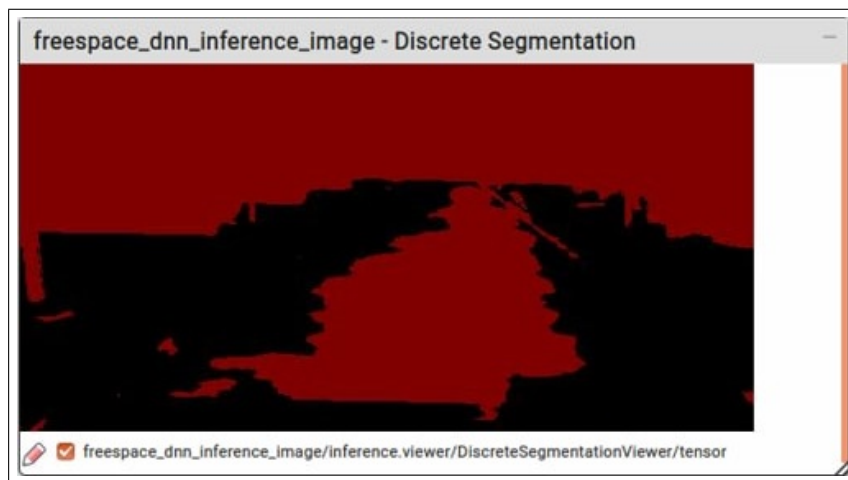 freespace_dnn_inference_image - Discrete Segmentation
freespace_dnn_inference_image/inference.viewer/DiscreteSegmentationViewer/tensor